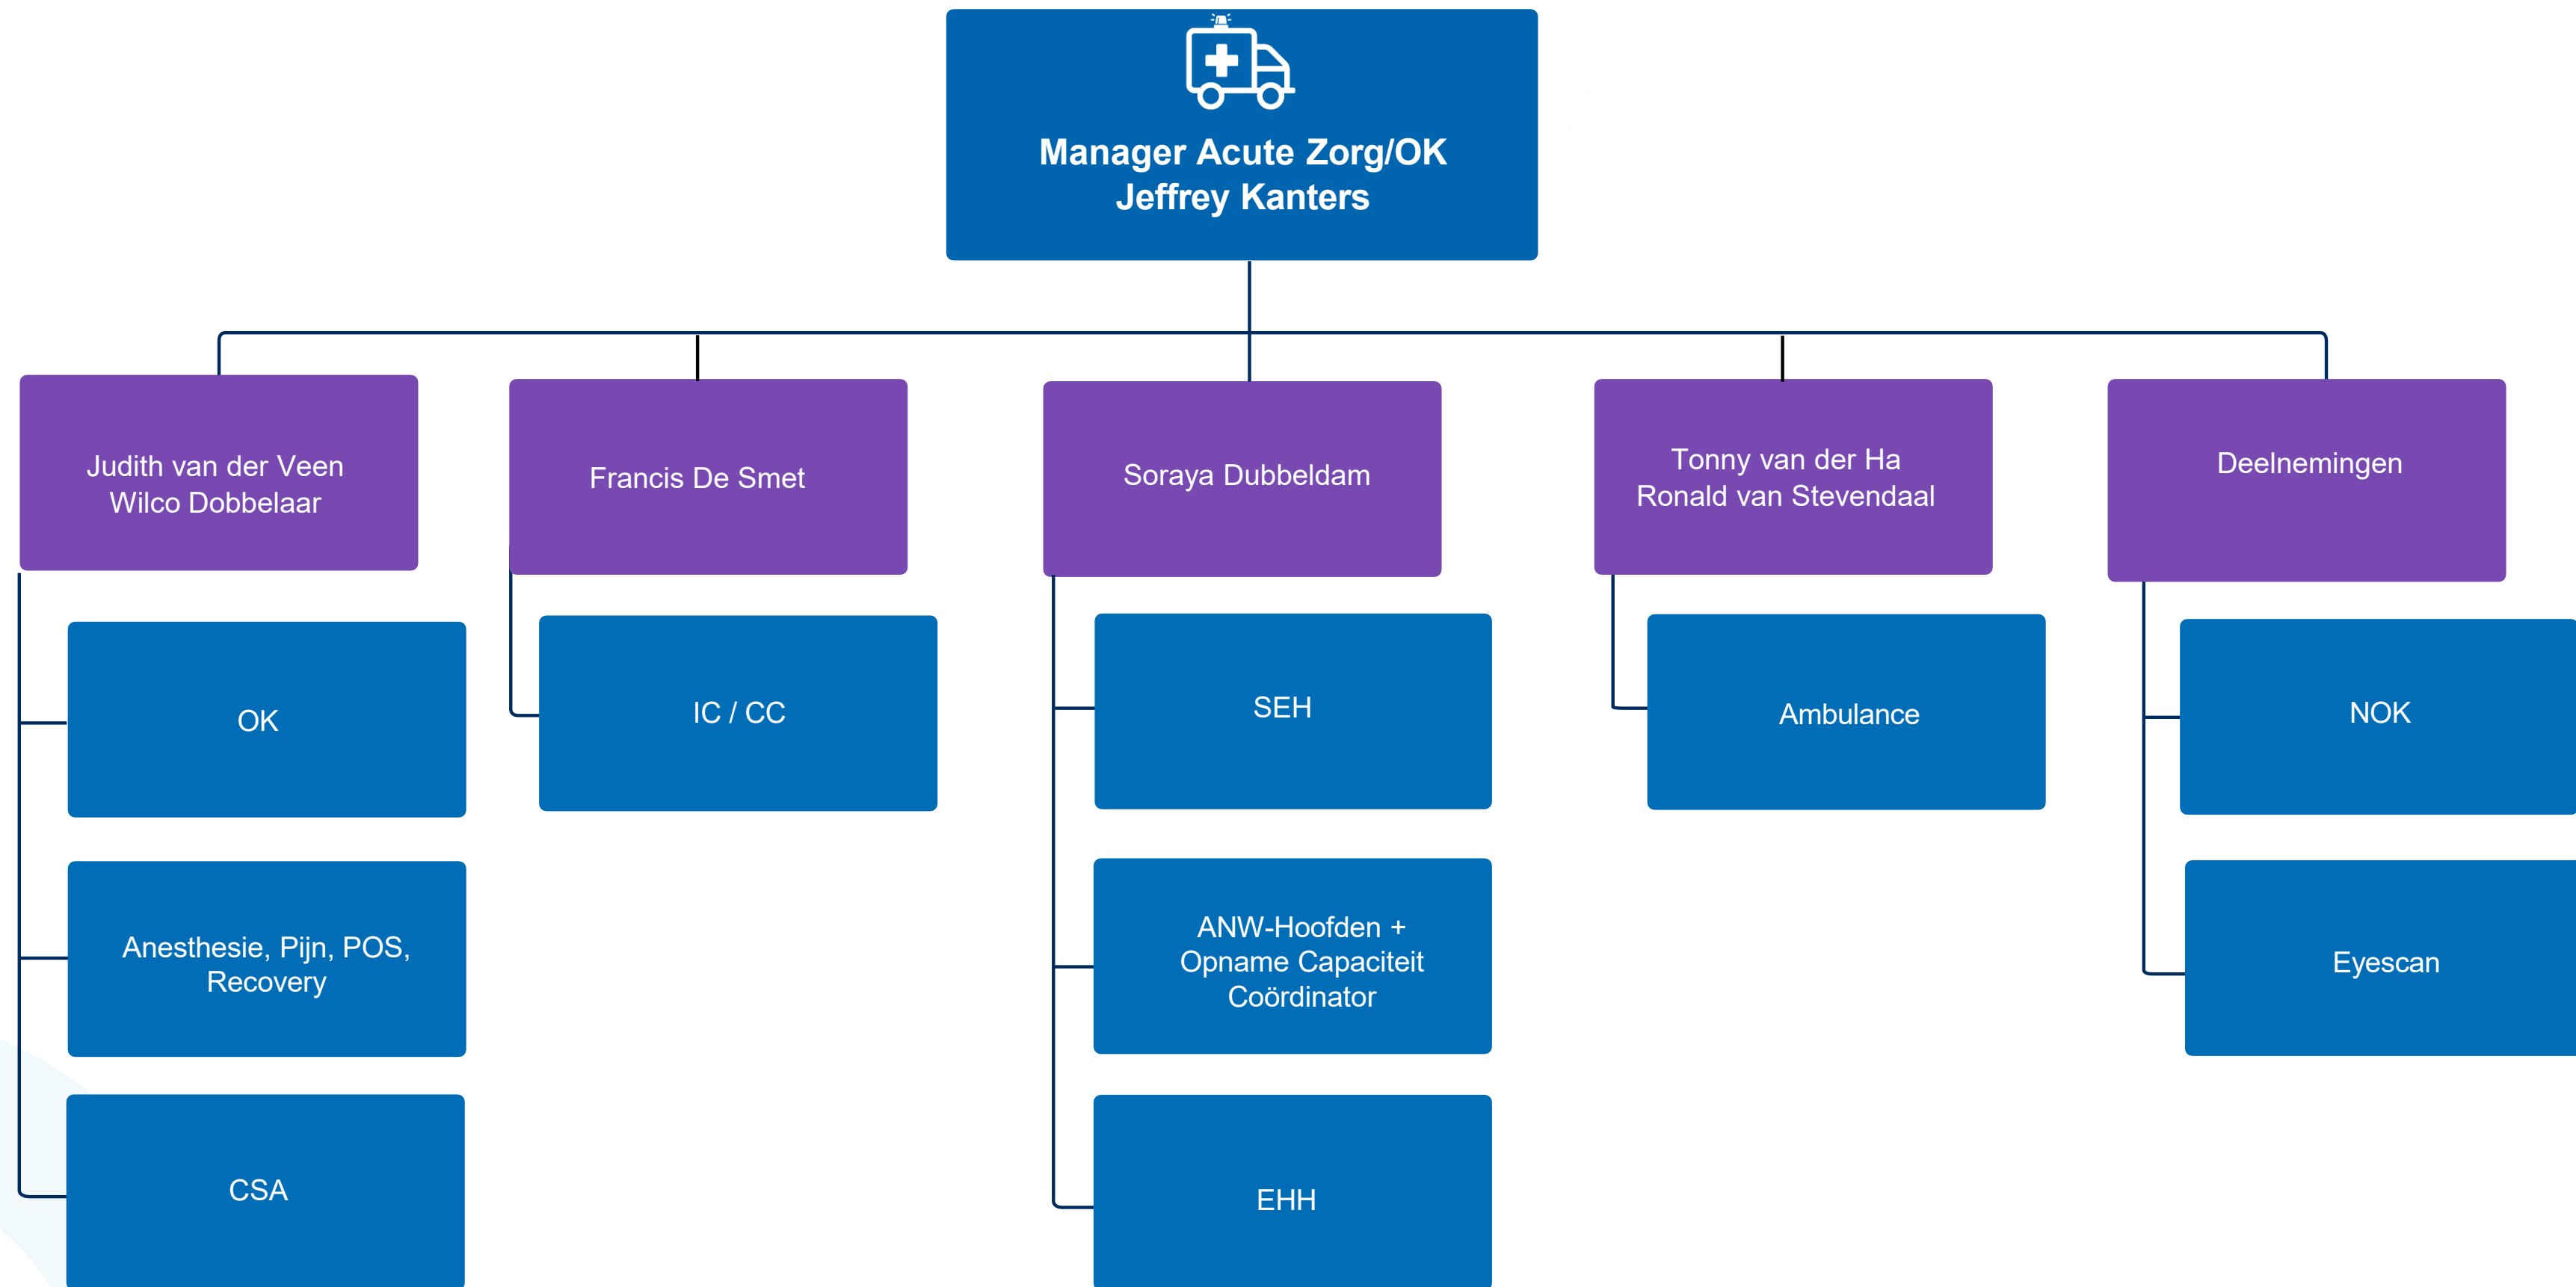 Manager Acute Zorg/OK
Jeffrey Kanters
Judith van der Veen
Wilco Dobbelaar
Francis De Smet
Soraya Dubbeldam
Tonny van der Ha
Ronald van Stevendaal
Deelnemingen
OK
IC / CC
SEH
Ambulance
NOK
Anesthesie, Pijn, POS,
Recovery
ANW-Hoofden +
Opname Capaciteit
Coördinator
Eyescan
CSA
EHH